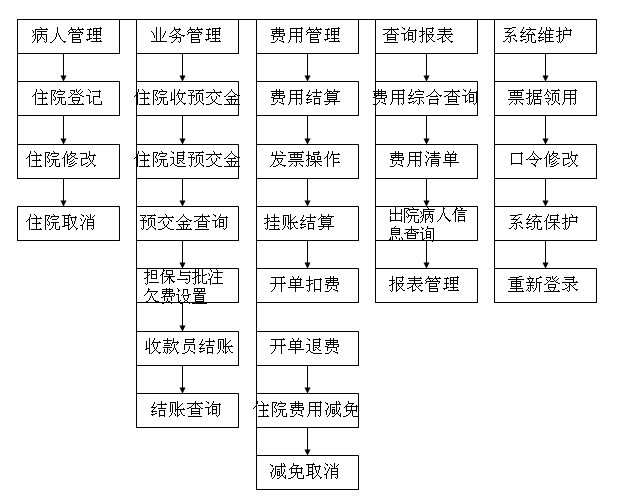 病人管理
住院登记
住院修改
住院取消
业务管理
住院收预交金
住院退预交金
预交金查询
担保与批注
欠费设置
收款员结账
结账查询
费用管理
费用结算
发票操作
挂账结算
开单扣费
开单退费
住院费用减免
减免取消
查询报表
费用综合查询
费用清单
出院病人信
息查询
报表管理
系统维护
票据领用
口令修改
系统保护
重新登录